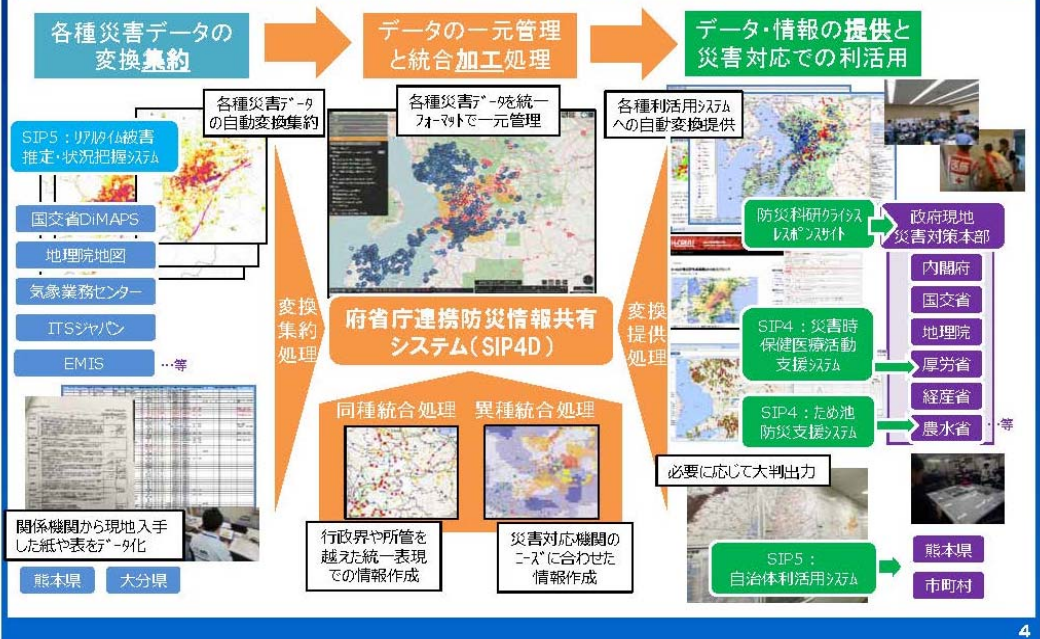 各種災害データの
変換集約
データの一元管理
と統合加工処理
データ・情報の提供と
災害対応での利活用
各種災害ﾃﾞｰﾀ
の自動変換集約
各種災害ﾃﾞｰﾀを統一
フォーマットで一元管理
各種利活用ｼｽﾃﾑ
への自動変換提供
SIP5：ﾘｱﾙﾀｲﾑ被害
推定・状況把握ｼｽﾃﾑ
国交省DiMAPS
地理院地図
気象業務センター
ITSジャパン
EMIS
…等
変換
集約
処理
府省庁連携防災情報共有
システム(SIP4D)
変換
提供
処理
同種統合処理
異種統合処理
行政界や所管を
越えた統一表現
での情報作成
災害対応機関の
ﾆｰｽﾞに合わせた
情報作成
関係機関から現地入手
した紙や表をﾃﾞｰﾀ化
熊本県
大分県
防災科研ｸﾗｲｼｽ
ﾚｽﾎﾟﾝｽサイト
政府現地
災害対策本部
内閣府
国交省
地理院
厚労省
経産省
農水省
…等
SIP4：災害時
保健医療活動
支援ｼｽﾃﾑ
SIP4：ため池
防災支援ｼｽﾃﾑ
必要に応じて大判出力
SIP5：
自治体利活用ｼｽﾃﾑ
熊本県
市町村
4